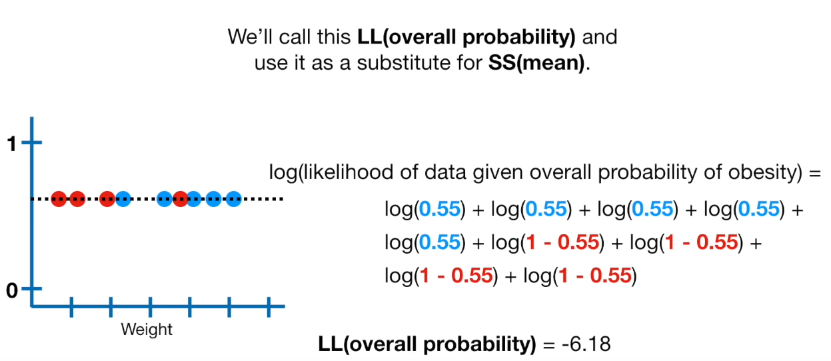 We'll call this LL(overall probability) and
use it as a substitute for SS(mean).
1
0
Weight
log(likelihood of data given overall probability of obesity) =
log(0.55) + log(0.55) + log(0.55) + log(0.55) +
log(0.55) + log(1 - 0.55) + log(1 - 0.55) +
log(1 - 0.55) + log(1 - 0.55)
LL(overall probability) = -6.18